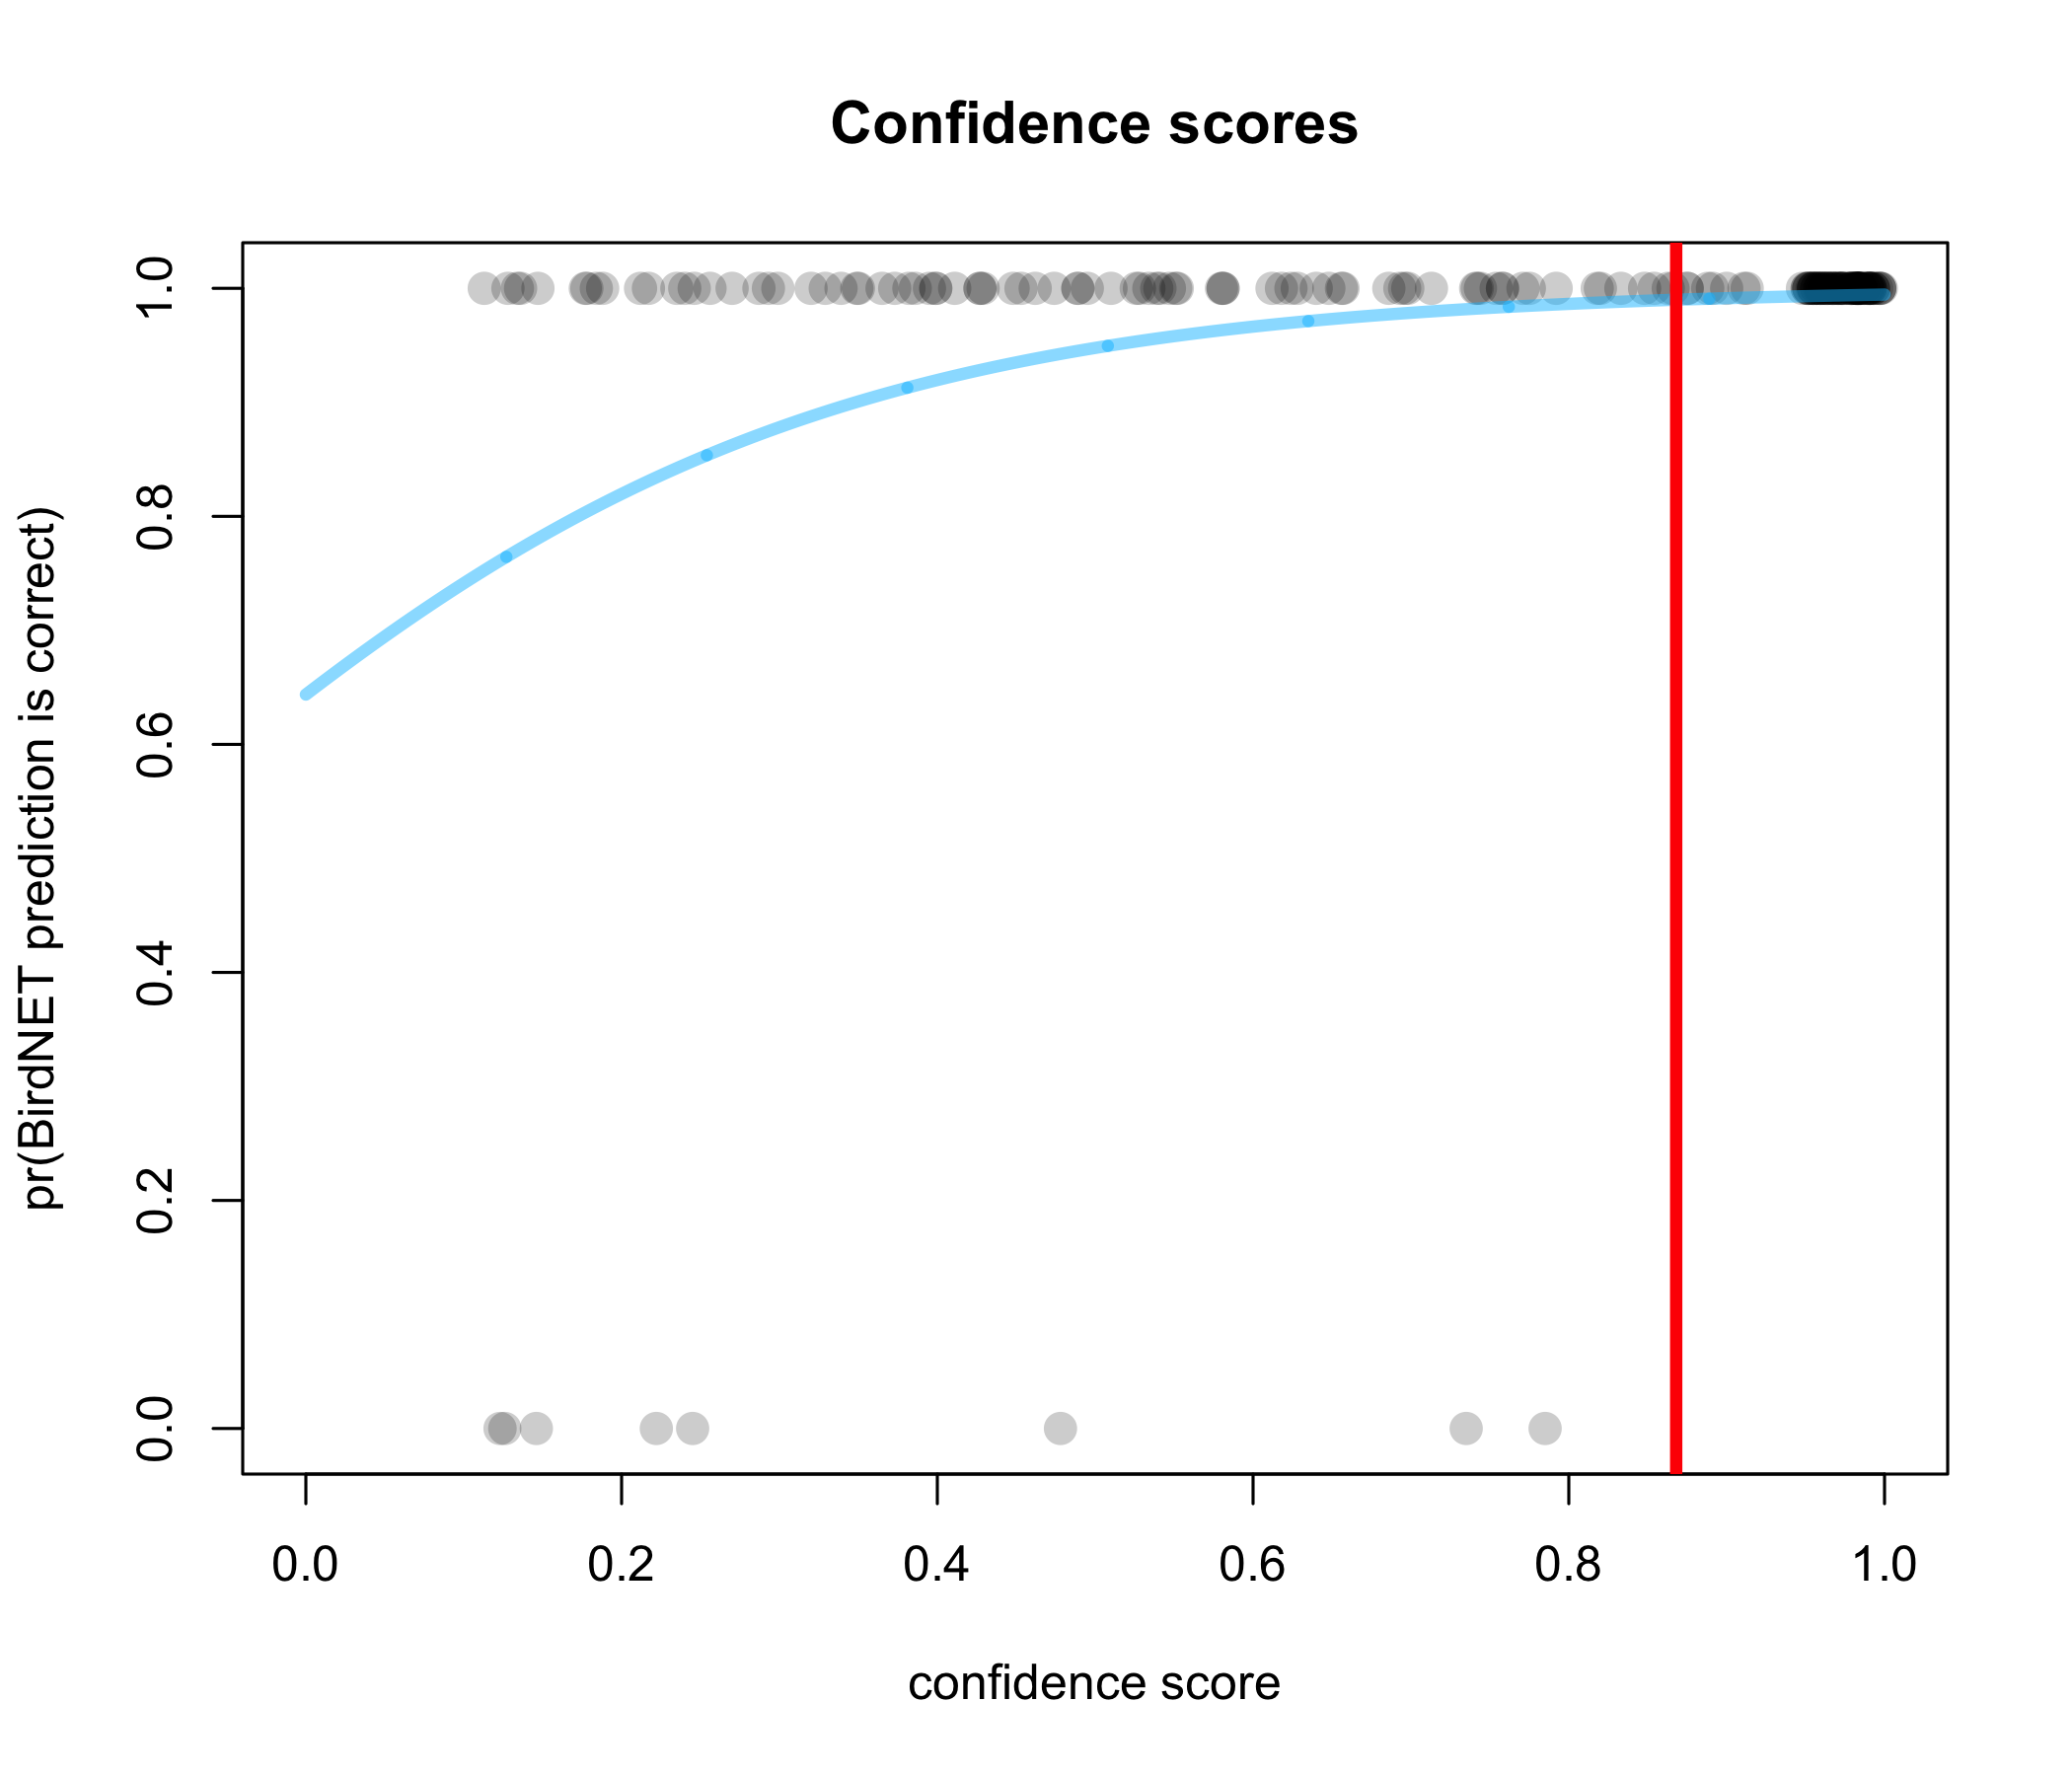 Confidence scores
pr(BirdNET prediction is correct)
1.0
0.8
0.6
0.4
0.2
0.0
0.0 0.2 0.4 0.6 0.8 1.0
confidence score